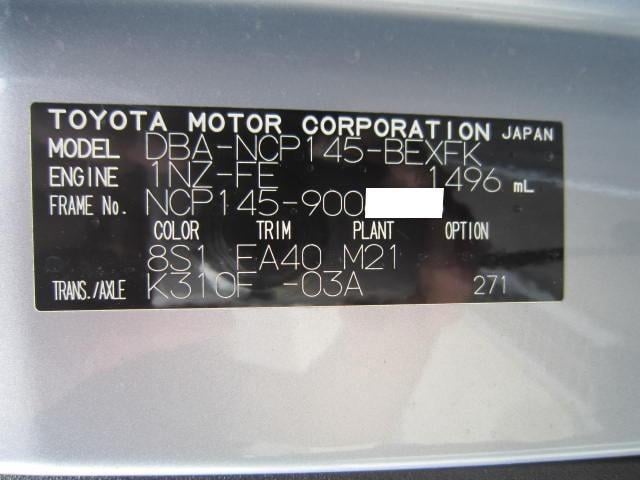 TOYOTA MOTOR CORPORATION JAPAN
MODEL DBA-NCP145-BEXFK
ENGINE 1NZ-FE 1496 mL
FRAME No. NCP145-900
COLOR TRIM PLANT OPTION
8S1 FA40 M21
TRANS./AXLE K310F -03A 271